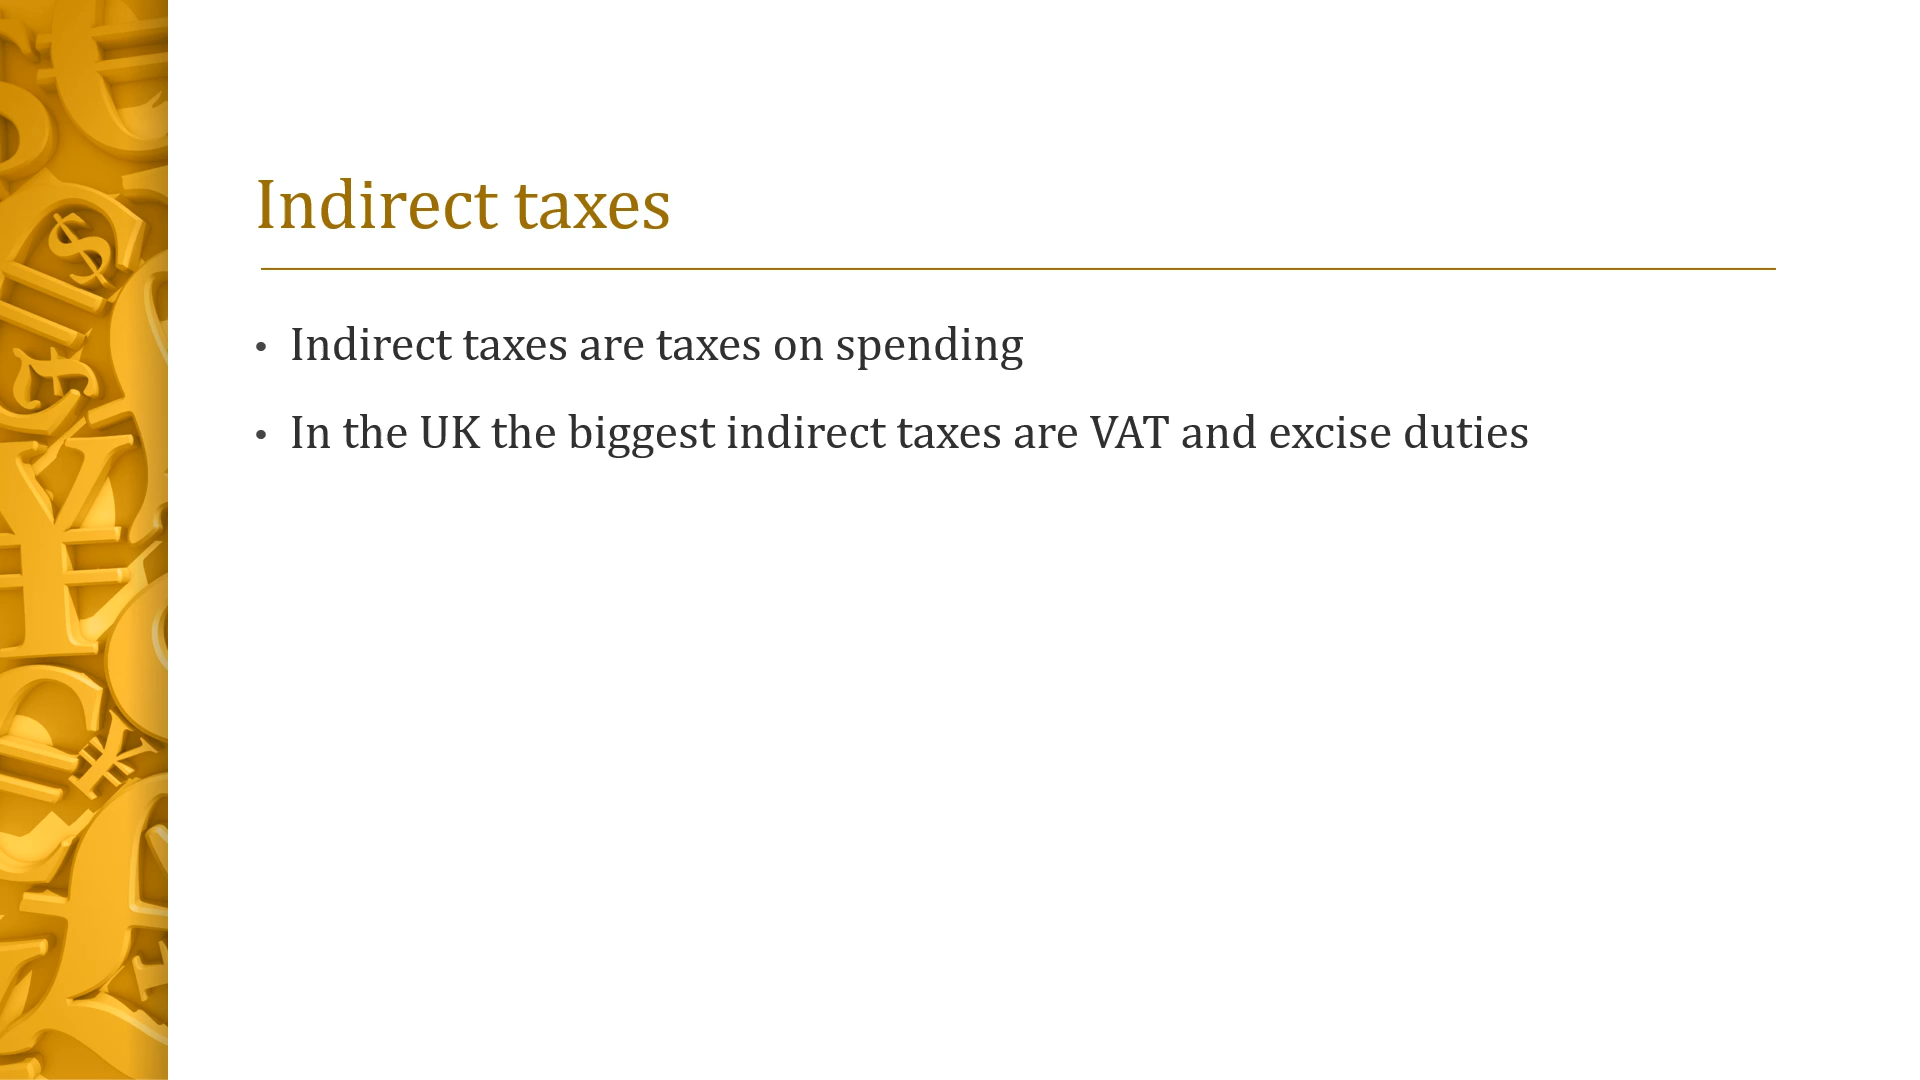 Indirect taxes
• Indirect taxes are taxes on spending
• In the UK the biggest indirect taxes are VAT and excise duties